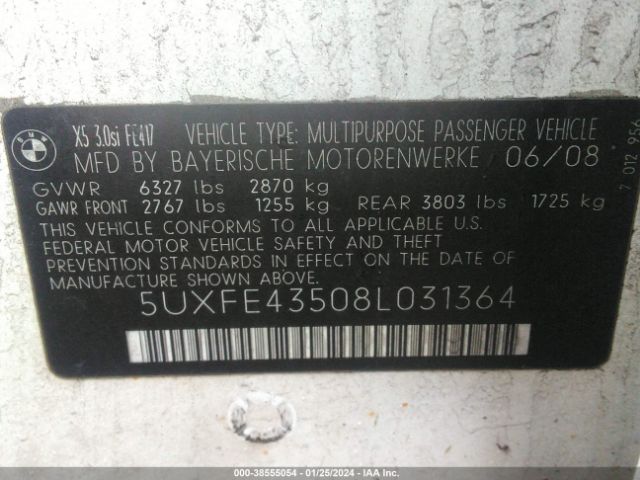 BMW
X5 3.0si FE417 VEHICLE TYPE: MULTIPURPOSE PASSENGER VEHICLE
MFD BY BAYERISCHE MOTORENWERKE 06/08
GVWR 6327 lbs 2870 kg
GAWR FRONT 2767 lbs 1255 kg REAR 3803 lbs 1725 kg
THIS VEHICLE CONFORMS TO ALL APPLICABLE U.S.
FEDERAL MOTOR VEHICLE SAFETY AND THEFT
PREVENTION STANDARDS IN EFFECT ON THE DATE OF
MANUFACTURE SHOWN ABOVE.
5UXFE43508L031364
7 012 966
000-38555054 - 01/25/2024 - IAA Inc.